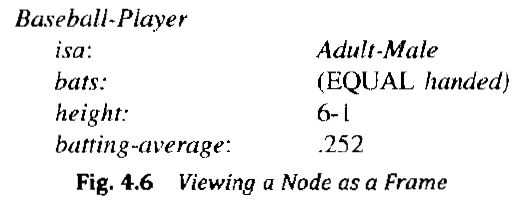 Baseball-Player
isa: Adult-Male
bats: (EQUAL handed)
height: 6-1
batting-average: .252
Fig. 4.6 Viewing a Node as a Frame